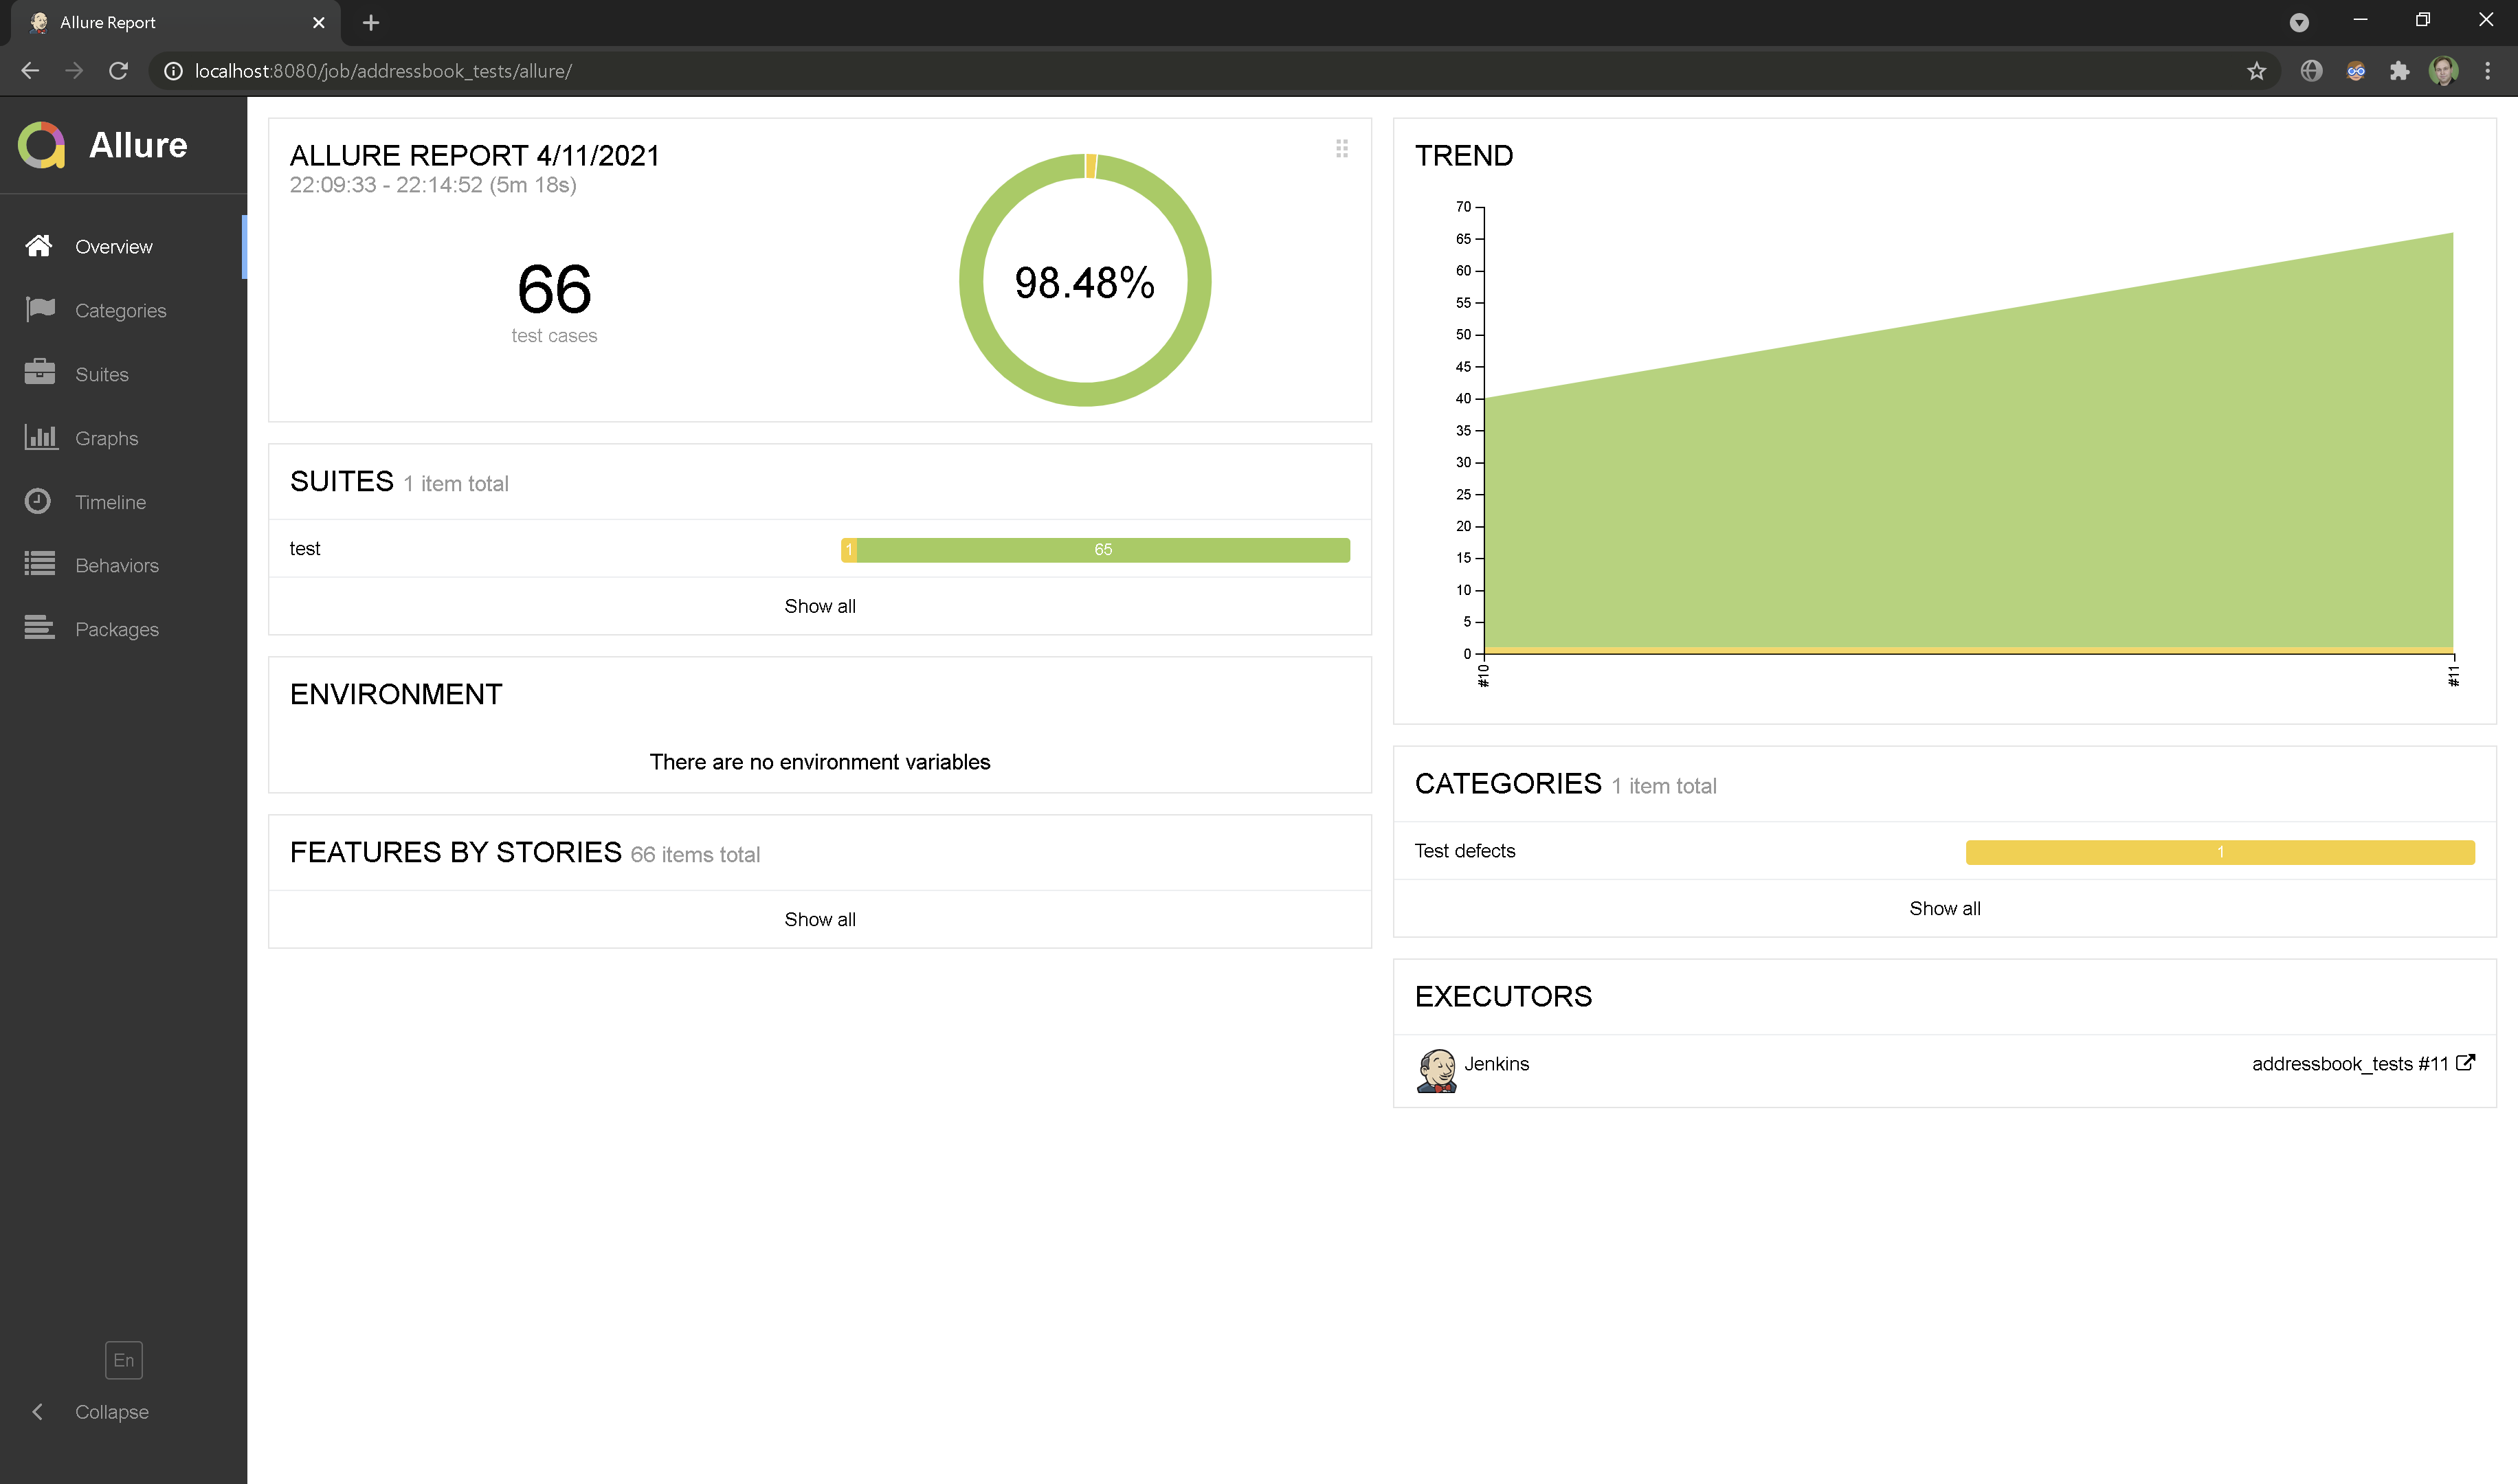 Allure Report
localhost:8080/job/addressbook_tests/allure/
Allure
Overview
Categories
Suites
Graphs
Timeline
Behaviors
Packages
En
Collapse
ALLURE REPORT 4/11/2021
22:09:33 - 22:14:52 (5m 18s)
66
test cases
98.48%
SUITES 1 item total
test
1
65
Show all
ENVIRONMENT
There are no environment variables
FEATURES BY STORIES 66 items total
Show all
TREND
70
65
60
55
50
45
40
35
30
25
20
15
10
5
0
#10
#11
CATEGORIES 1 item total
Test defects
1
Show all
EXECUTORS
Jenkins
addressbook_tests #11